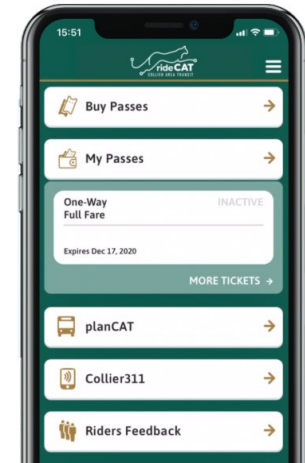 15:51
rideCAT
COLLIER AREA TRANSIT
Buy Passes
My Passes
One-Way
Full Fare
INACTIVE
Expires Dec 17, 2020
MORE TICKETS
planCAT
Collier311
Riders Feedback